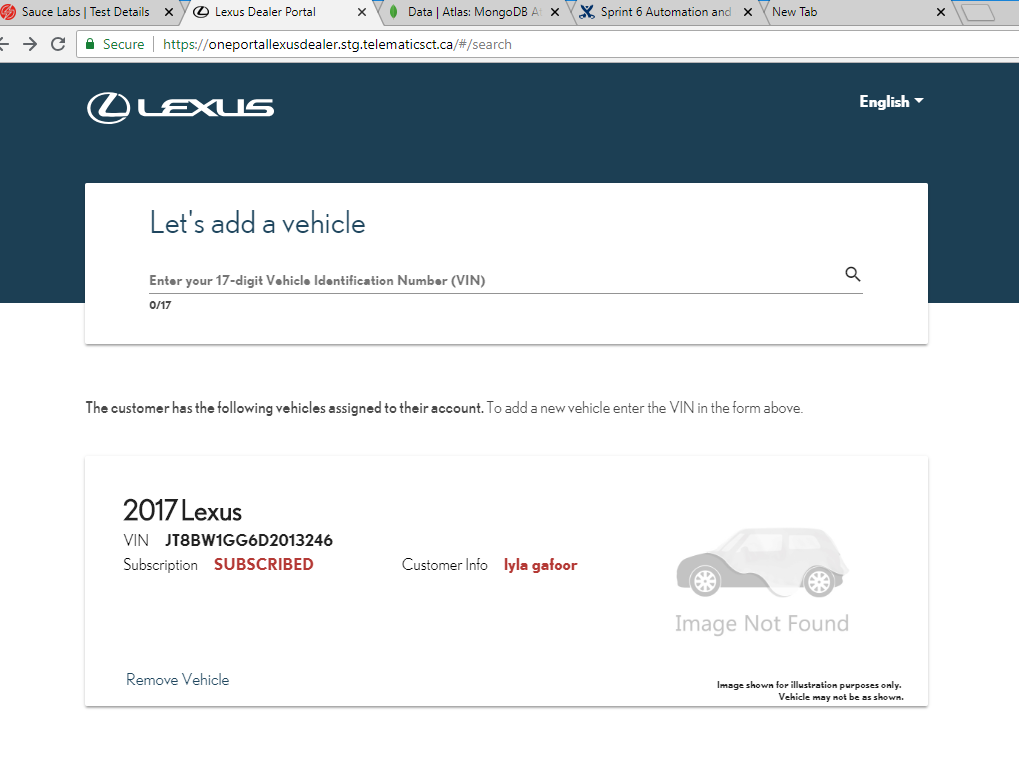 Sauce Labs | Test Details
Lexus Dealer Portal
Data | Atlas: MongoDB At
Sprint 6 Automation and
New Tab
Secure
https://oneportallexusdealer.stg.telematicsct.ca/#/search
LEXUS
English
Let's add a vehicle
Enter your 17-digit Vehicle Identification Number (VIN)
0/17
The customer has the following vehicles assigned to their account. To add a new vehicle enter the VIN in the form above.
2017 Lexus
VIN JT8BW1GG6D2013246
Subscription SUBSCRIBED
Customer Info lyla gafoor
Image Not Found
Remove Vehicle
Image shown for illustration purposes only.
Vehicle may not be as shown.